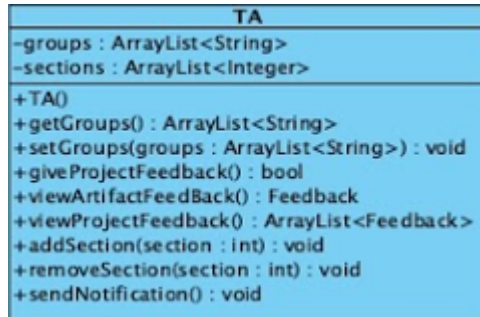 TA
-groups : ArrayList<String>
-sections : ArrayList<Integer>
+TA()
+getGroups() : ArrayList<String>
+setGroups(groups : ArrayList<String>) : void
+giveProjectFeedback() : bool
+viewArtifactFeedBack() : Feedback
+viewProjectFeedback() : ArrayList<Feedback>
+addSection(section : int) : void
+removeSection(section : int) : void
+sendNotification() : void